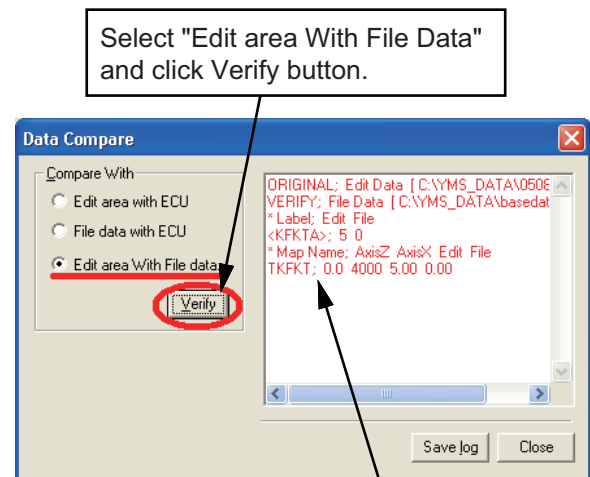 Select "Edit area With File Data"
and click Verify button.
Data Compare
Compare With
Edit area with ECU
File data with ECU
Edit area With File data
Verify
ORIGINAL; Edit Data [ C:\YMS_DATA\0508
VERIFY; File Data [ C:\YMS_DATA\basedat
* Label; Edit File
<KFKTA>; 5 0
* Map Name; AxisZ AxisX Edit File
TKFKT; 0.0 4000 5.00 0.00
Save log
Close